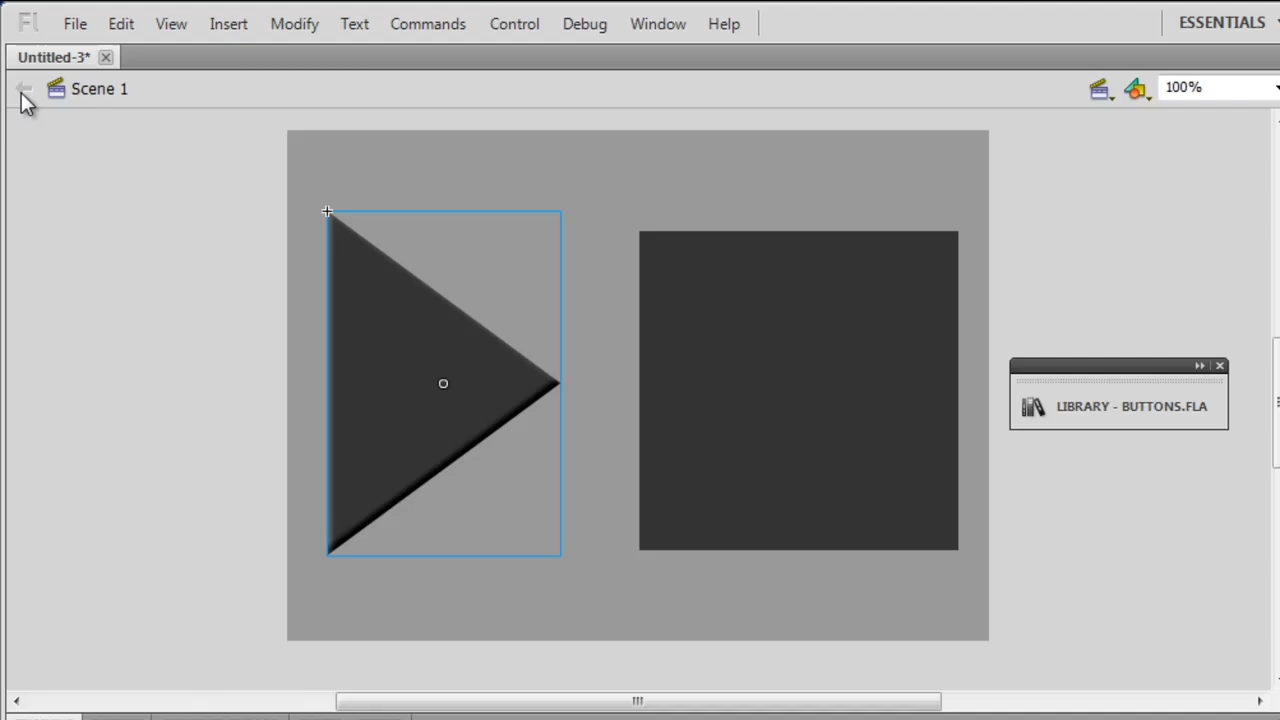 Fl File Edit View Insert Modify Text Commands Control Debug Window Help ESSENTIALS
Untitled-3*
Scene 1 100%
LIBRARY - BUTTONS.FLA